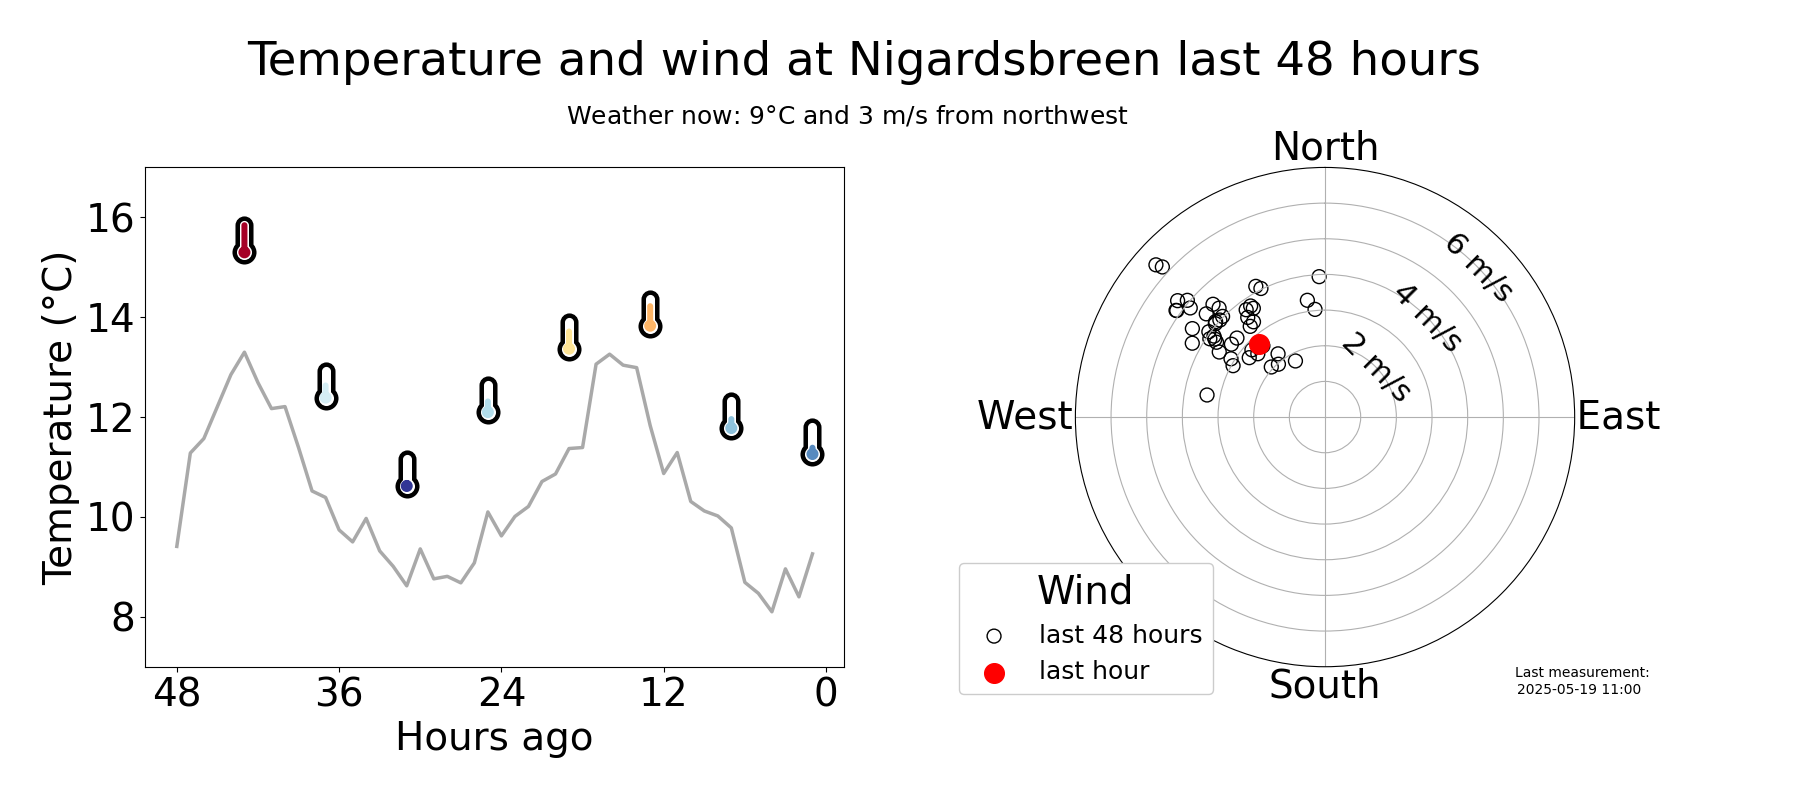 Temperature and wind at Nigardsbreen last 48 hours
Weather now: 9°C and 3 m/s from northwest
Temperature (°C)
16
14
12
10
8
48 36 24 12 0
Hours ago
North
West
East
South
6 m/s
4 m/s
2 m/s
Wind
last 48 hours
last hour
Last measurement:
2025-05-19 11:00